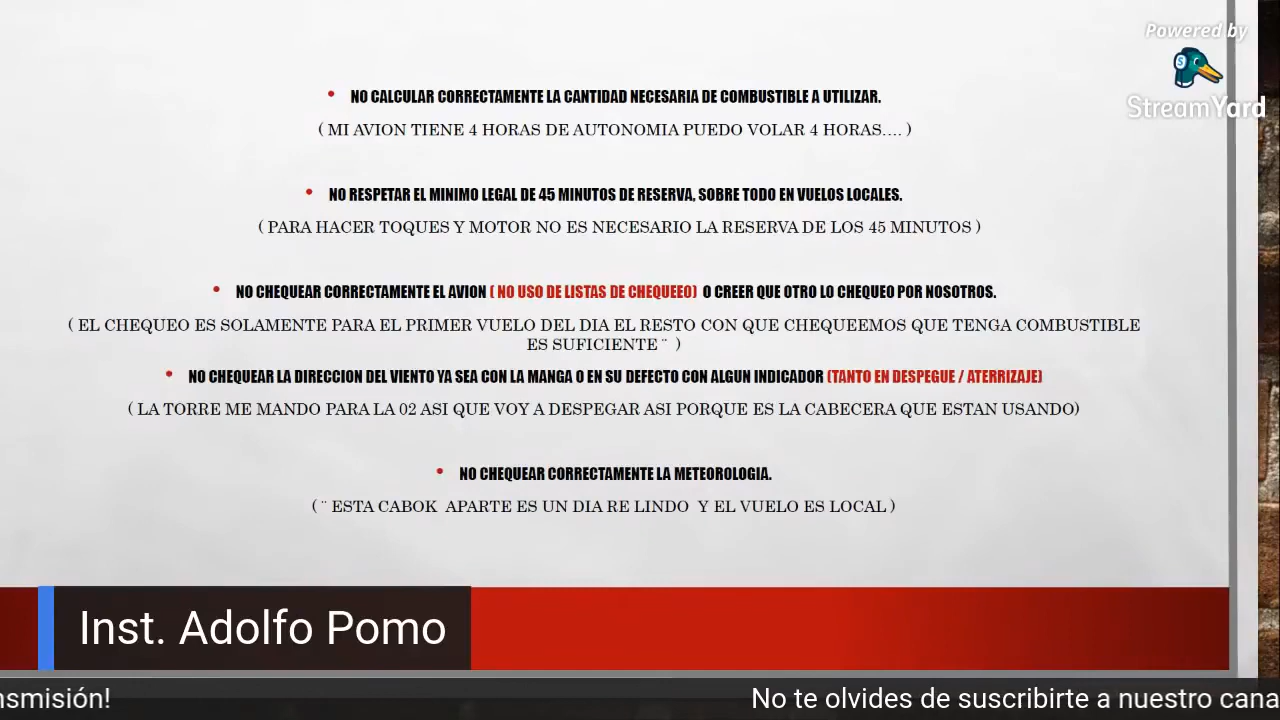 Powered by
StreamYard
• NO CALCULAR CORRECTAMENTE LA CANTIDAD NECESARIA DE COMBUSTIBLE A UTILIZAR.
( MI AVION TIENE 4 HORAS DE AUTONOMIA PUEDO VOLAR 4 HORAS.... )
• NO RESPETAR EL MINIMO LEGAL DE 45 MINUTOS DE RESERVA, SOBRE TODO EN VUELOS LOCALES.
( PARA HACER TOQUES Y MOTOR NO ES NECESARIO LA RESERVA DE LOS 45 MINUTOS )
• NO CHEQUEAR CORRECTAMENTE EL AVION ( NO USO DE LISTAS DE CHEQUEEO) O CREER QUE OTRO LO CHEQUEO POR NOSOTROS.
( EL CHEQUEO ES SOLAMENTE PARA EL PRIMER VUELO DEL DIA EL RESTO CON QUE CHEQUEEMOS QUE TENGA COMBUSTIBLE
ES SUFICIENTE ¨ )
• NO CHEQUEAR LA DIRECCION DEL VIENTO YA SEA CON LA MANGA O EN SU DEFECTO CON ALGUN INDICADOR (TANTO EN DESPEGUE / ATERRIZAJE)
( LA TORRE ME MANDO PARA LA 02 ASI QUE VOY A DESPEGAR ASI PORQUE ES LA CABECERA QUE ESTAN USANDO)
• NO CHEQUEAR CORRECTAMENTE LA METEOROLOGIA.
( ¨ ESTA CABOK APARTE ES UN DIA RE LINDO Y EL VUELO ES LOCAL )
Inst. Adolfo Pomo
nsmisión! No te olvides de suscribirte a nuestro cana